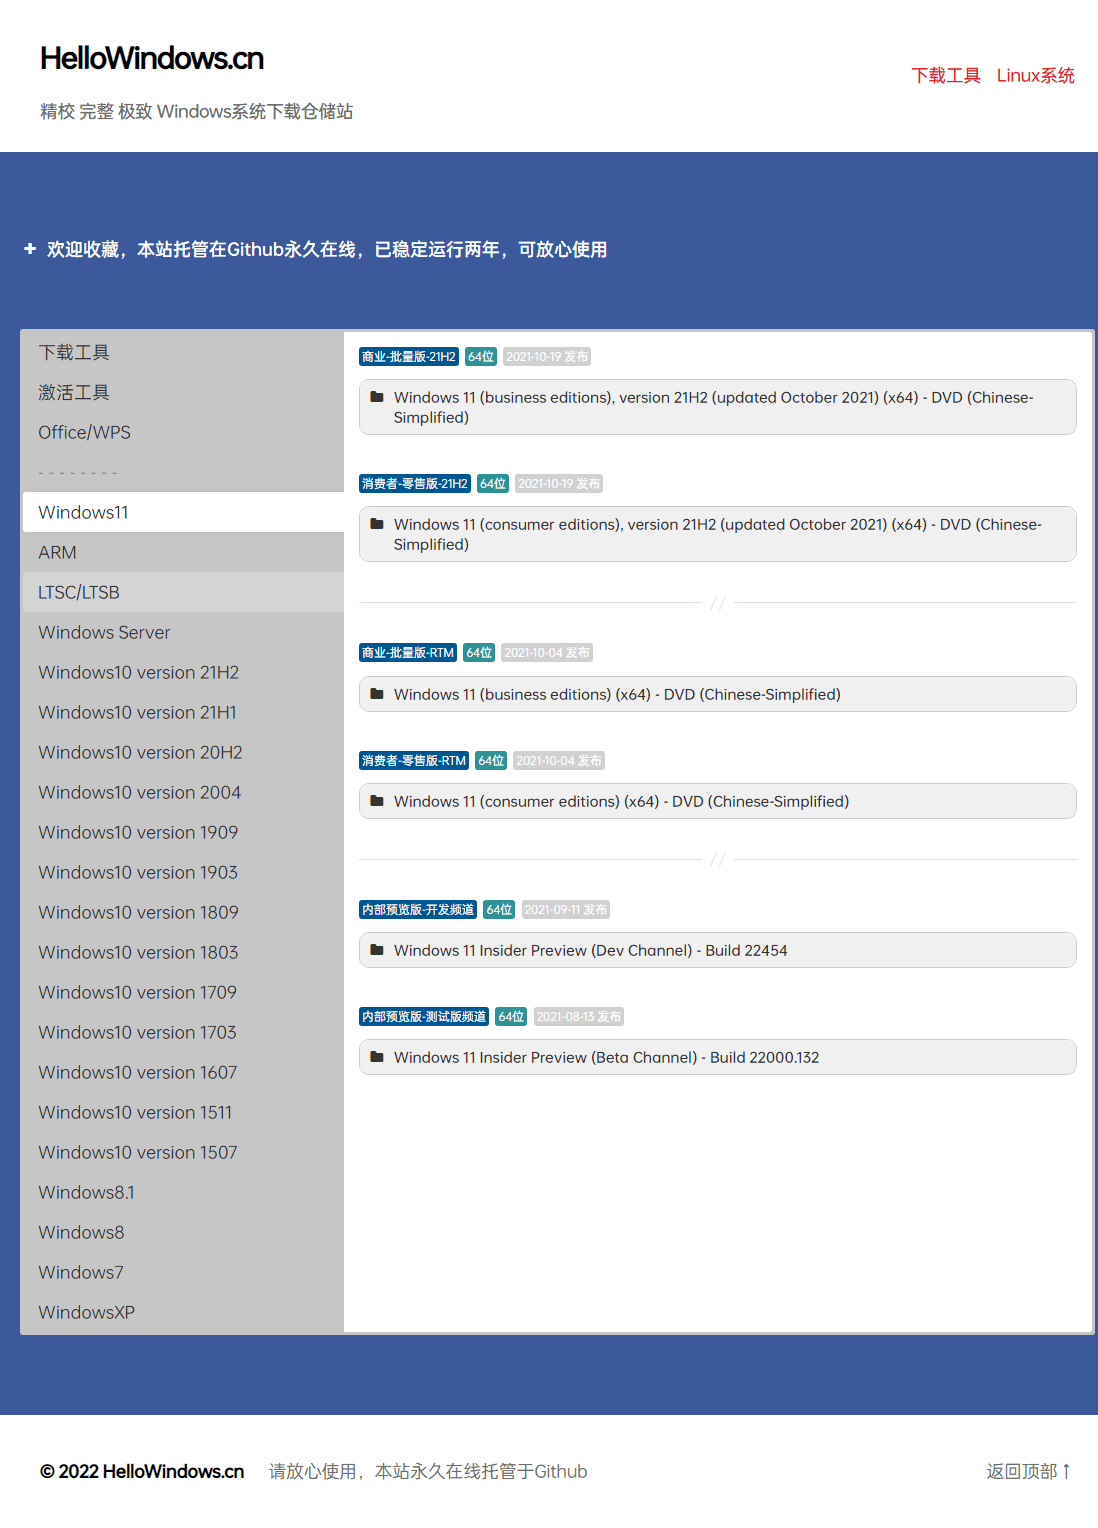 HelloWindows.cn
精校 完整 极致 Windows系统下载仓储站
下载工具 Linux系统
+ 欢迎收藏，本站托管在Github永久在线，已稳定运行两年，可放心使用
下载工具
激活工具
Office/WPS
- - - - - - - -
Windows11
ARM
LTSC/LTSB
Windows Server
Windows10 version 21H2
Windows10 version 21H1
Windows10 version 20H2
Windows10 version 2004
Windows10 version 1909
Windows10 version 1903
Windows10 version 1809
Windows10 version 1803
Windows10 version 1709
Windows10 version 1703
Windows10 version 1607
Windows10 version 1511
Windows10 version 1507
Windows8.1
Windows8
Windows7
WindowsXP
商业-批量版-21H2 64位 2021-10-19 发布
Windows 11 (business editions), version 21H2 (updated October 2021) (x64) - DVD (Chinese-
Simplified)
消费者-零售版-21H2 64位 2021-10-19 发布
Windows 11 (consumer editions), version 21H2 (updated October 2021) (x64) - DVD (Chinese-
Simplified)
//
商业-批量版-RTM 64位 2021-10-04 发布
Windows 11 (business editions) (x64) - DVD (Chinese-Simplified)
消费者-零售版-RTM 64位 2021-10-04 发布
Windows 11 (consumer editions) (x64) - DVD (Chinese-Simplified)
//
内部预览版-开发频道 64位 2021-09-11 发布
Windows 11 Insider Preview (Dev Channel) - Build 22454
内部预览版-测试版频道 64位 2021-08-13 发布
Windows 11 Insider Preview (Beta Channel) - Build 22000.132
© 2022 HelloWindows.cn 请放心使用，本站永久在线托管于Github 返回顶部 ↑